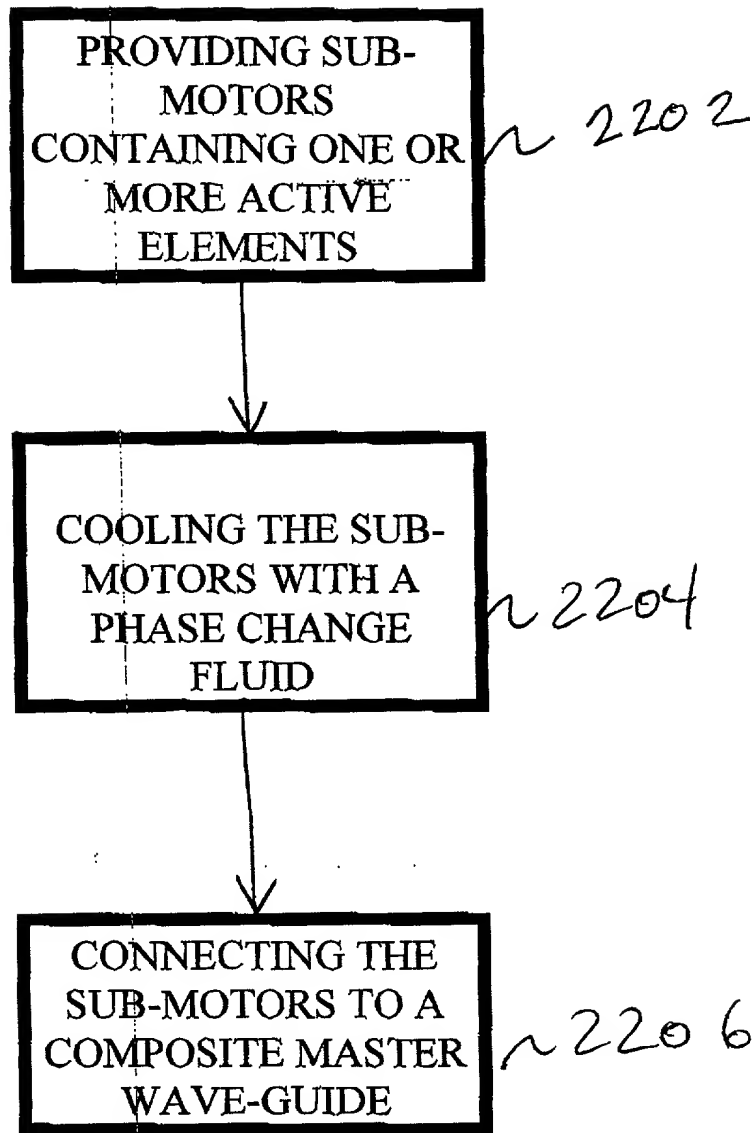 PROVIDING SUB-
MOTORS
CONTAINING ONE OR
MORE ACTIVE
ELEMENTS
2202
COOLING THE SUB-
MOTORS WITH A
PHASE CHANGE
FLUID
2204
CONNECTING THE
SUB-MOTORS TO A
COMPOSITE MASTER
WAVE-GUIDE
2206